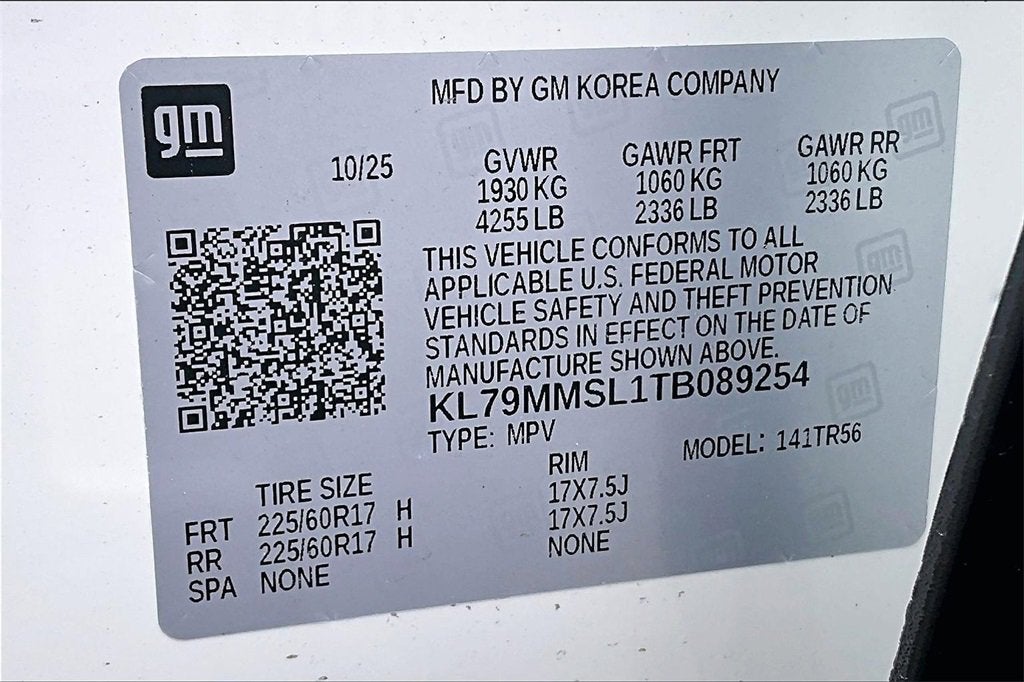 gm
MFD BY GM KOREA COMPANY
10/25
GVWR GAWR FRT GAWR RR
1930 KG 1060 KG 1060 KG
4255 LB 2336 LB 2336 LB
THIS VEHICLE CONFORMS TO ALL
APPLICABLE U.S. FEDERAL MOTOR
VEHICLE SAFETY AND THEFT PREVENTION
STANDARDS IN EFFECT ON THE DATE OF
MANUFACTURE SHOWN ABOVE.
KL79MMSL1TB089254
TYPE: MPV MODEL: 141TR56
TIRE SIZE RIM
FRT 225/60R17 H 17X7.5J
RR 225/60R17 H 17X7.5J
SPA NONE NONE